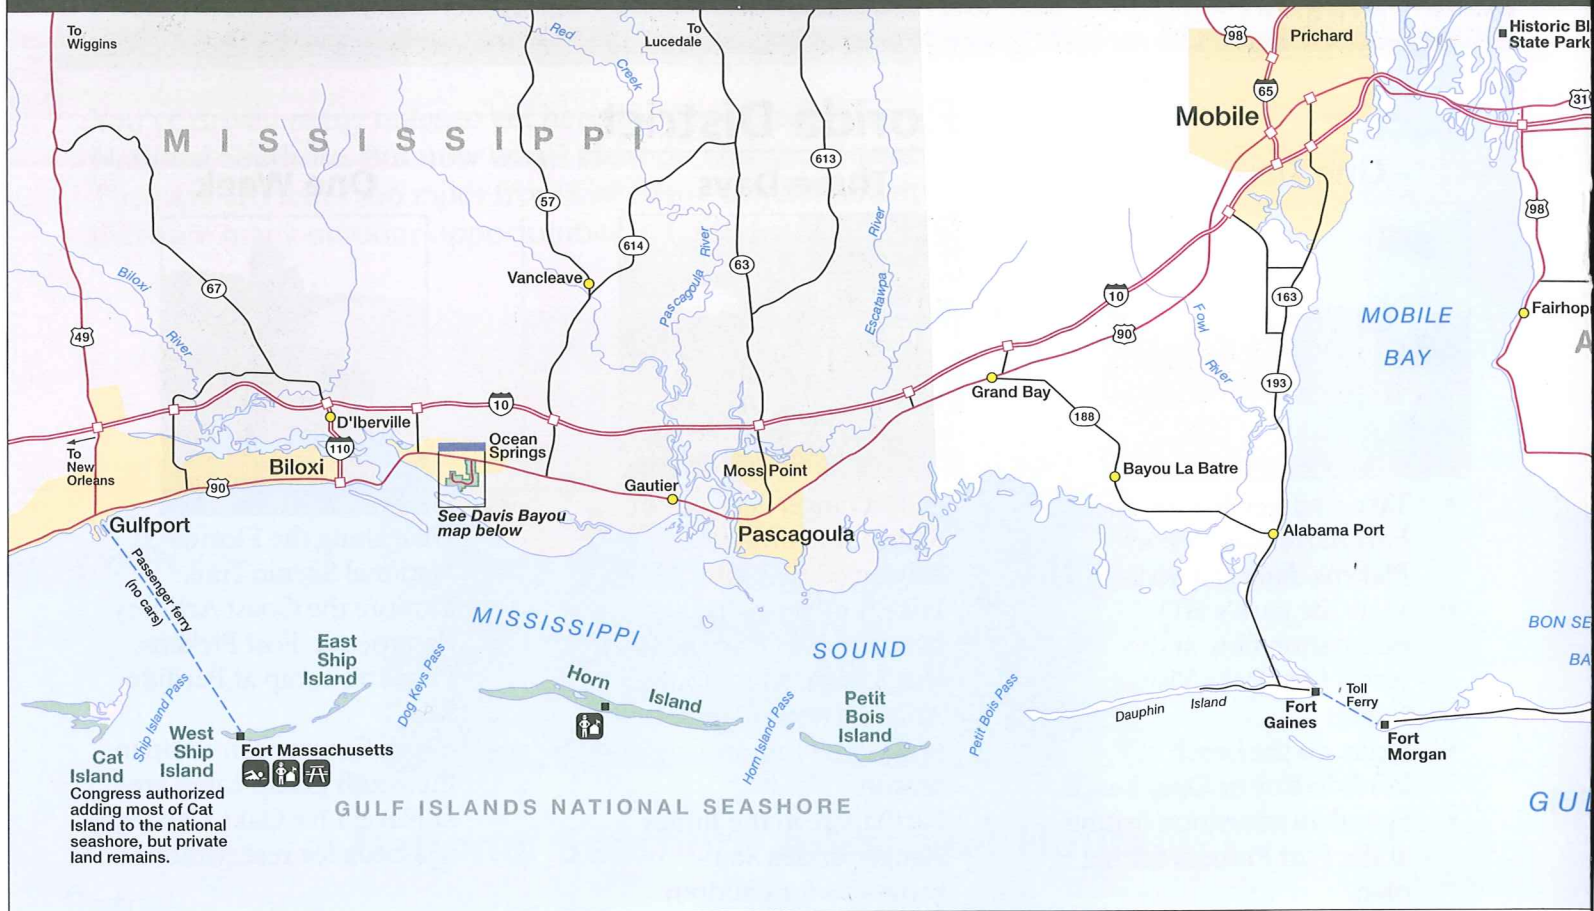 To
Wiggins
Red
Creek
To
Lucedale
98
Prichard
Historic Bl
State Park
65
31
Mobile
MISSISSIPPI
613
57
98
River
River
614
Vancleave
63
Pascagoula
Escatawpa
Biloxi
67
10
163
Fowl
MOBILE
BAY
Fairhop
A
49
River
90
River
193
Grand Bay
188
10
D'Iberville
110
Ocean
Springs
To
New
Orleans
Biloxi
Moss Point
Bayou La Batre
90
Gautier
See Davis Bayou
map below
Gulfport
Pascagoula
Alabama Port
Passenger ferry
(no cars)
MISSISSIPPI
SOUND
BON SE
BA
East
Ship
Island
Dog Keys Pass
Horn
Island
Horn Island Pass
Petit
Bois
Island
Petit Bois Pass
Ship Island Pass
Dauphin Island
Fort
Gaines
Toll
Ferry
Fort
Morgan
West
Ship
Island
Fort Massachusetts
Cat
Island
Congress authorized
adding most of Cat
Island to the national
seashore, but private
land remains.
GULF ISLANDS NATIONAL SEASHORE
GUL